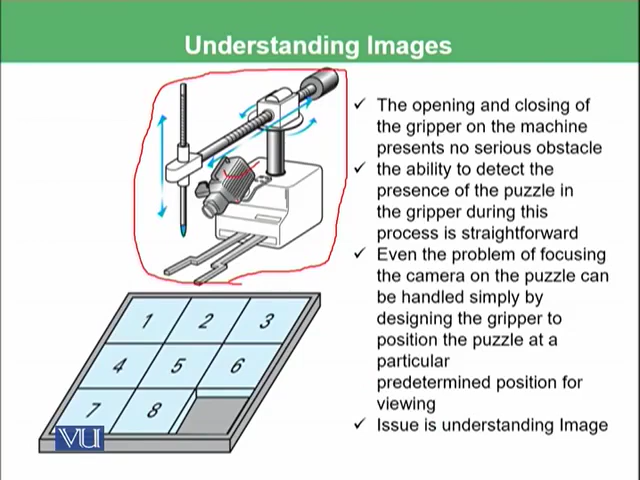 Understanding Images
✓ The opening and closing of
the gripper on the machine
presents no serious obstacle
✓ the ability to detect the
presence of the puzzle in
the gripper during this
process is straightforward
✓ Even the problem of focusing
the camera on the puzzle can
be handled simply by
designing the gripper to
position the puzzle at a
particular
predetermined position for
viewing
✓ Issue is understanding Image
1 2 3
4 5 6
7 8
VU